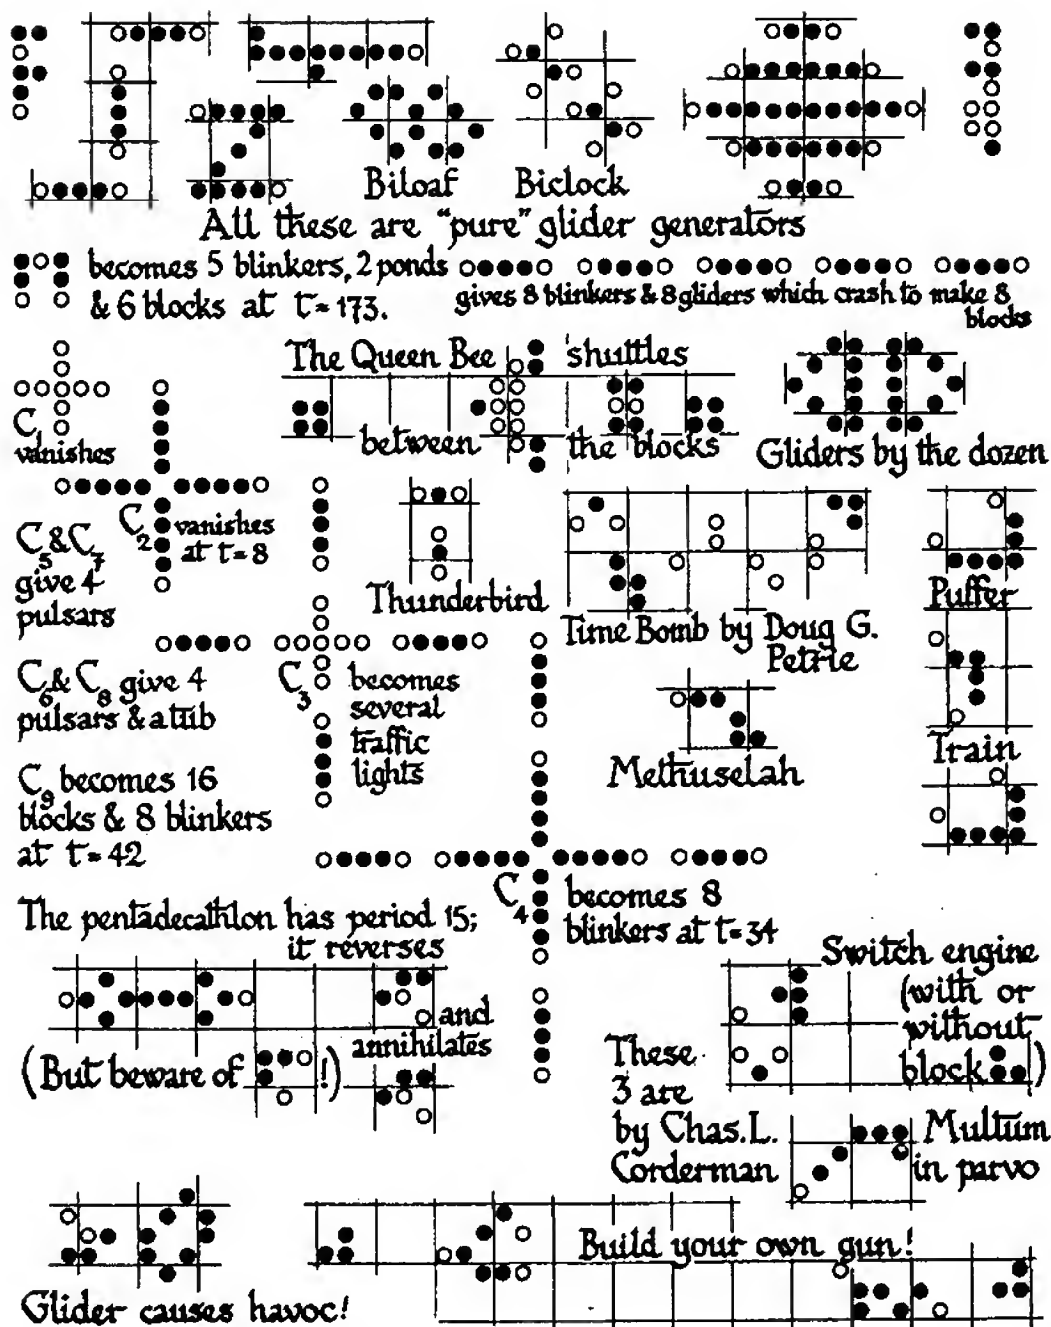 Biloaf
Biclock
All these are "pure" glider generators
becomes 5 blinkers, 2 ponds
& 6 blocks at t=173.
gives 8 blinkers & 8 gliders which crash to make 8
blocks
The Queen Bee shuttles
between the blocks
C1
vanishes
Gliders by the dozen
C2 vanishes
at t=8
C5 & C7
give 4
pulsars
Thunderbird
Time Bomb by Doug G.
Petrie
Puffer
Train
C6 & C8 give 4
pulsars & a tub
C3 becomes
several
traffic
lights
Methuselah
C9 becomes 16
blocks & 8 blinkers
at t=42
C4 becomes 8
blinkers at t=34
The pentadecathlon has period 15;
it reverses
and
annihilates
(But beware of !)
Switch engine
(with or
without
block )
These
3 are
by Chas. L.
Corderman
Multum
in parvo
Glider causes havoc!
Build your own gun!